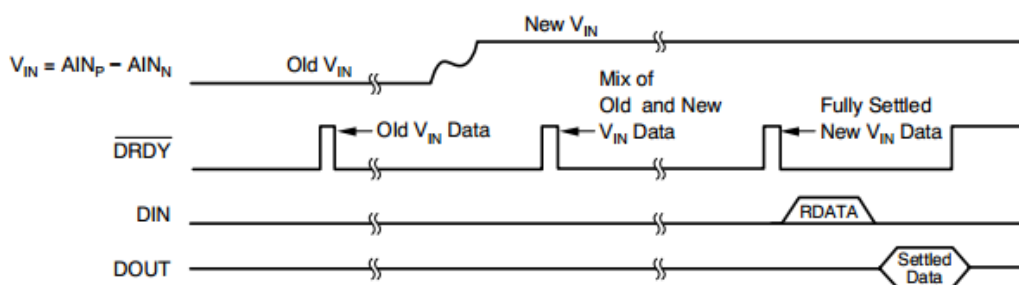 New V_IN
V_IN = AIN_P − AIN_N
Old V_IN
Mix of
Old and New
V_IN Data
Fully Settled
New V_IN Data
Old V_IN Data
DRDY
DIN
RDATA
DOUT
Settled
Data